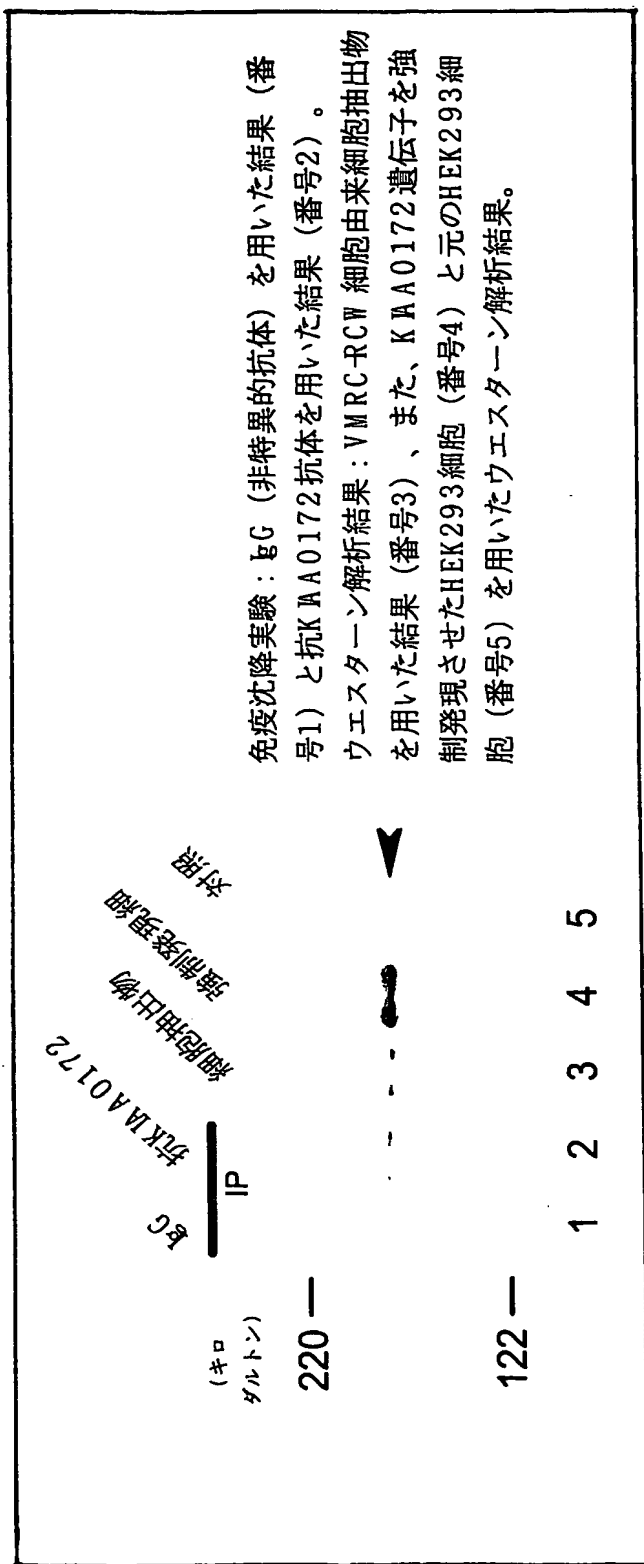 (キロ
ダルトン)
220
122
IgG
抗KIAA0172
IP
細胞抽出物
強制発現細
対照
1 2 3 4 5
免疫沈降実験：IgG（非特異的抗体）を用いた結果（番
号1）と抗KIAA0172抗体を用いた結果（番号2）。
ウエスターン解析結果：VMRC-RCW 細胞由来細胞抽出物
を用いた結果（番号3）、また、KIAA0172遺伝子を強
制発現させたHEK293細胞（番号4）と元のHEK293細
胞（番号5）を用いたウエスターン解析結果。